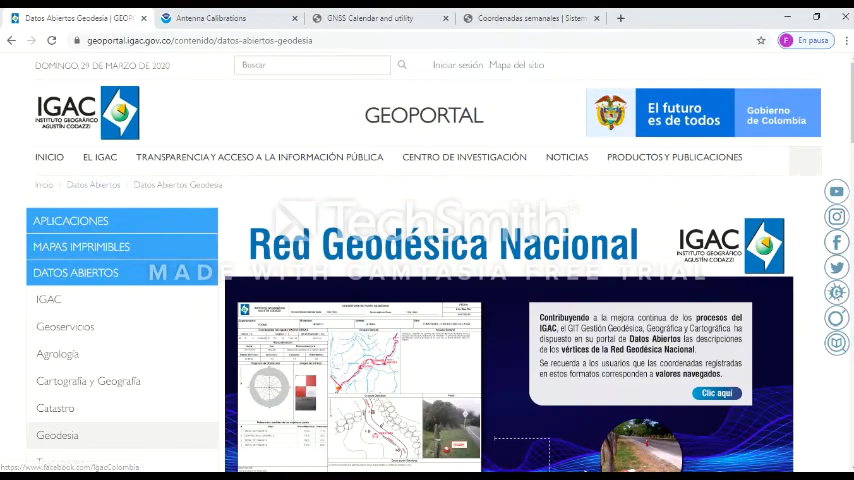 Datos Abiertos Geodesia | GEOP
Antenna Calibrations
GNSS Calendar and utility
Coordenadas semanales | Sistem
geoportal.igac.gov.co/contenido/datos-abiertos-geodesia
F
En pausa
DOMINGO, 29 DE MARZO DE 2020
Buscar
Iniciar sesión
Mapa del sitio
IGAC
INSTITUTO GEOGRÁFICO
AGUSTÍN CODAZZI
GEOPORTAL
El futuro
es de todos
Gobierno
de Colombia
INICIO
EL IGAC
TRANSPARENCIA Y ACCESO A LA INFORMACIÓN PÚBLICA
CENTRO DE INVESTIGACIÓN
NOTICIAS
PRODUCTOS Y PUBLICACIONES
Inicio / Datos Abiertos / Datos Abiertos Geodesia
APLICACIONES
MAPAS IMPRIMIBLES
DATOS ABIERTOS
IGAC
Geoservicios
Agrología
Cartografía y Geografía
Catastro
Geodesia
TechSmith
MADE WITH CAMTASIA FREE TRIAL
Red Geodésica Nacional
IGAC
INSTITUTO GEOGRÁFICO
AGUSTÍN CODAZZI
Contribuyendo a la mejora continua de los procesos del
IGAC, el GIT Gestión Geodésica, Geográfica y Cartográfica ha
dispuesto en su portal de Datos Abiertos las descripciones
de los vértices de la Red Geodésica Nacional.
Se recuerda a los usuarios que las coordenadas registradas
en estos formatos corresponden a valores navegados.
Clic aquí
https://www.facebook.com/IgacColombia